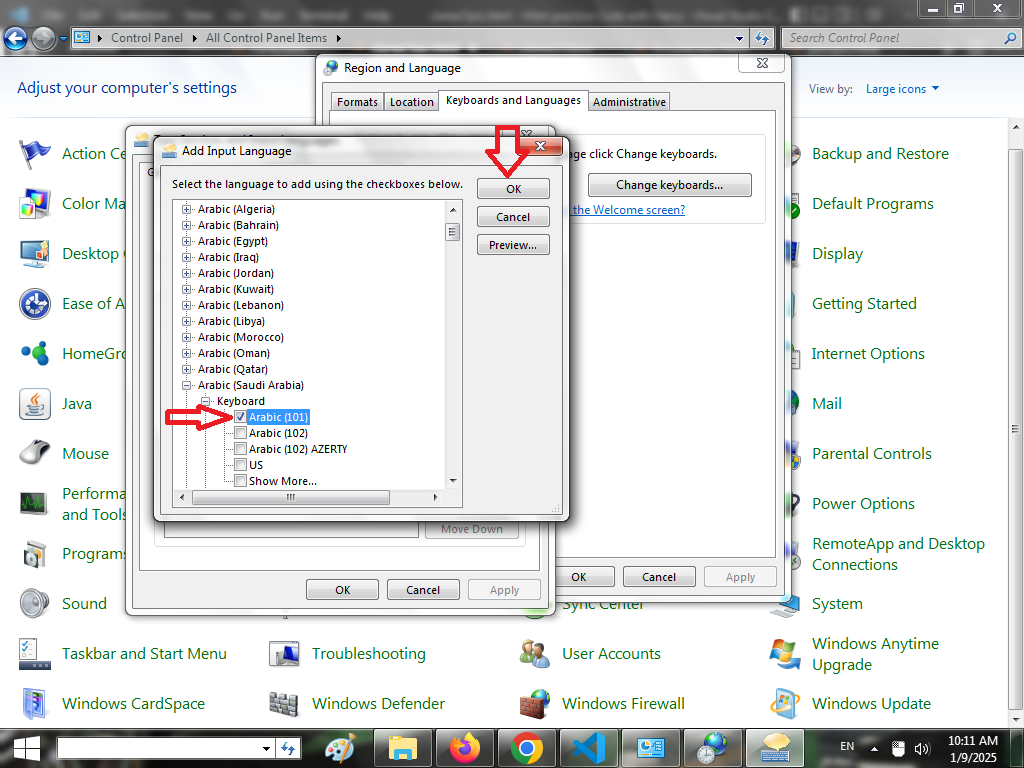 Control Panel
All Control Panel Items
Search Control Panel
Adjust your computer's settings
View by:
Large icons
Region and Language
Formats
Location
Keyboards and Languages
Administrative
age click Change keyboards.
Change keyboards...
the Welcome screen?
OK
Cancel
Apply
Add Input Language
Select the language to add using the checkboxes below.
OK
Cancel
Preview...
Arabic (Algeria)
Arabic (Bahrain)
Arabic (Egypt)
Arabic (Iraq)
Arabic (Jordan)
Arabic (Kuwait)
Arabic (Lebanon)
Arabic (Libya)
Arabic (Morocco)
Arabic (Oman)
Arabic (Qatar)
Arabic (Saudi Arabia)
Keyboard
Arabic (101)
Arabic (102)
Arabic (102) AZERTY
US
Show More...
Move Down
OK
Cancel
Apply
Action Ce
Color Ma
Desktop
Ease of A
HomeGro
Java
Mouse
Performa
and Tools
Programs
Sound
Taskbar and Start Menu
Windows CardSpace
Troubleshooting
Windows Defender
Sync Center
User Accounts
Windows Firewall
Backup and Restore
Default Programs
Display
Getting Started
Internet Options
Mail
Parental Controls
Power Options
RemoteApp and Desktop
Connections
System
Windows Anytime
Upgrade
Windows Update
EN
10:11 AM
1/9/2025